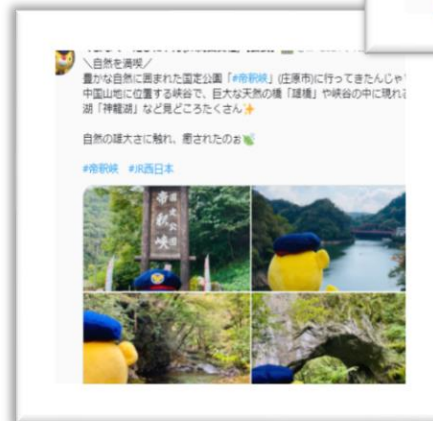 ＼自然を満喫／
豊かな自然に囲まれた国定公園「#帝釈峡」(庄原市)に行ってきたんじゃ
中国山地に位置する峡谷で、巨大な天然の橋「雄橋」や峡谷の中に現れ
湖「神龍湖」など見どころたくさん✨
自然の雄大さに触れ、癒されたのぉ🍃
#帝釈峡 #JR西日本
国定公園
帝釈峡